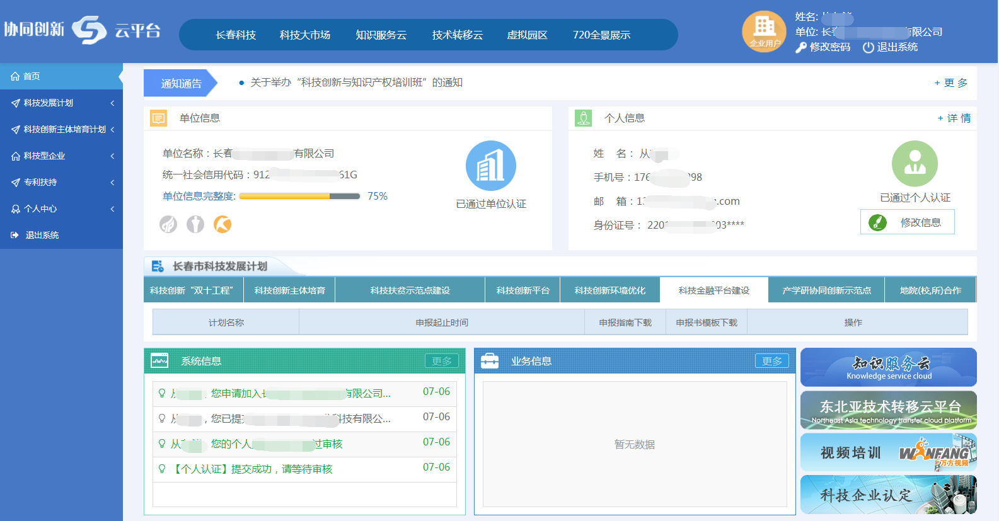 协同创新 云平台
长春科技 科技大市场 知识服务云 技术转移云 虚拟园区 720全景展示
企业用户
姓名:
单位: 长春 有限公司
修改密码 退出系统
首页
科技发展计划
科技创新主体培育计划
科技型企业
专利扶持
个人中心
退出系统
通知通告
关于举办“科技创新与知识产权培训班”的通知
+ 更 多
单位信息
单位名称：长春 有限公司
统一社会信用代码：912 61G
单位信息完整度: 75%
已通过单位认证
个人信息
+ 详 情
姓 名： 从
手机号：176 98
邮 箱：13 .com
身份证号： 2201 03****
已通过个人认证
修改信息
长春市科技发展计划
科技创新“双十工程” 科技创新主体培育 科技扶贫示范点建设 科技创新平台 科技创新环境优化 科技金融平台建设 产学研协同创新示范点 地院(校,所)合作
计划名称 申报起止时间 申报指南下载 申报书模板下载 操作
系统信息 更多
从 ，您申请加入长 有限公司... 07-06
从 ，您已提交 科技有限公... 07-06
从 ，您的个人 过审核 07-06
【个人认证】提交成功，请等待审核 07-06
业务信息 更多
暂无数据
知识服务云
Knowledge service cloud
东北亚技术转移云平台
Northeast Asia technology transfer cloud platform
视频培训 WANFANG
万方视频
科技企业认定